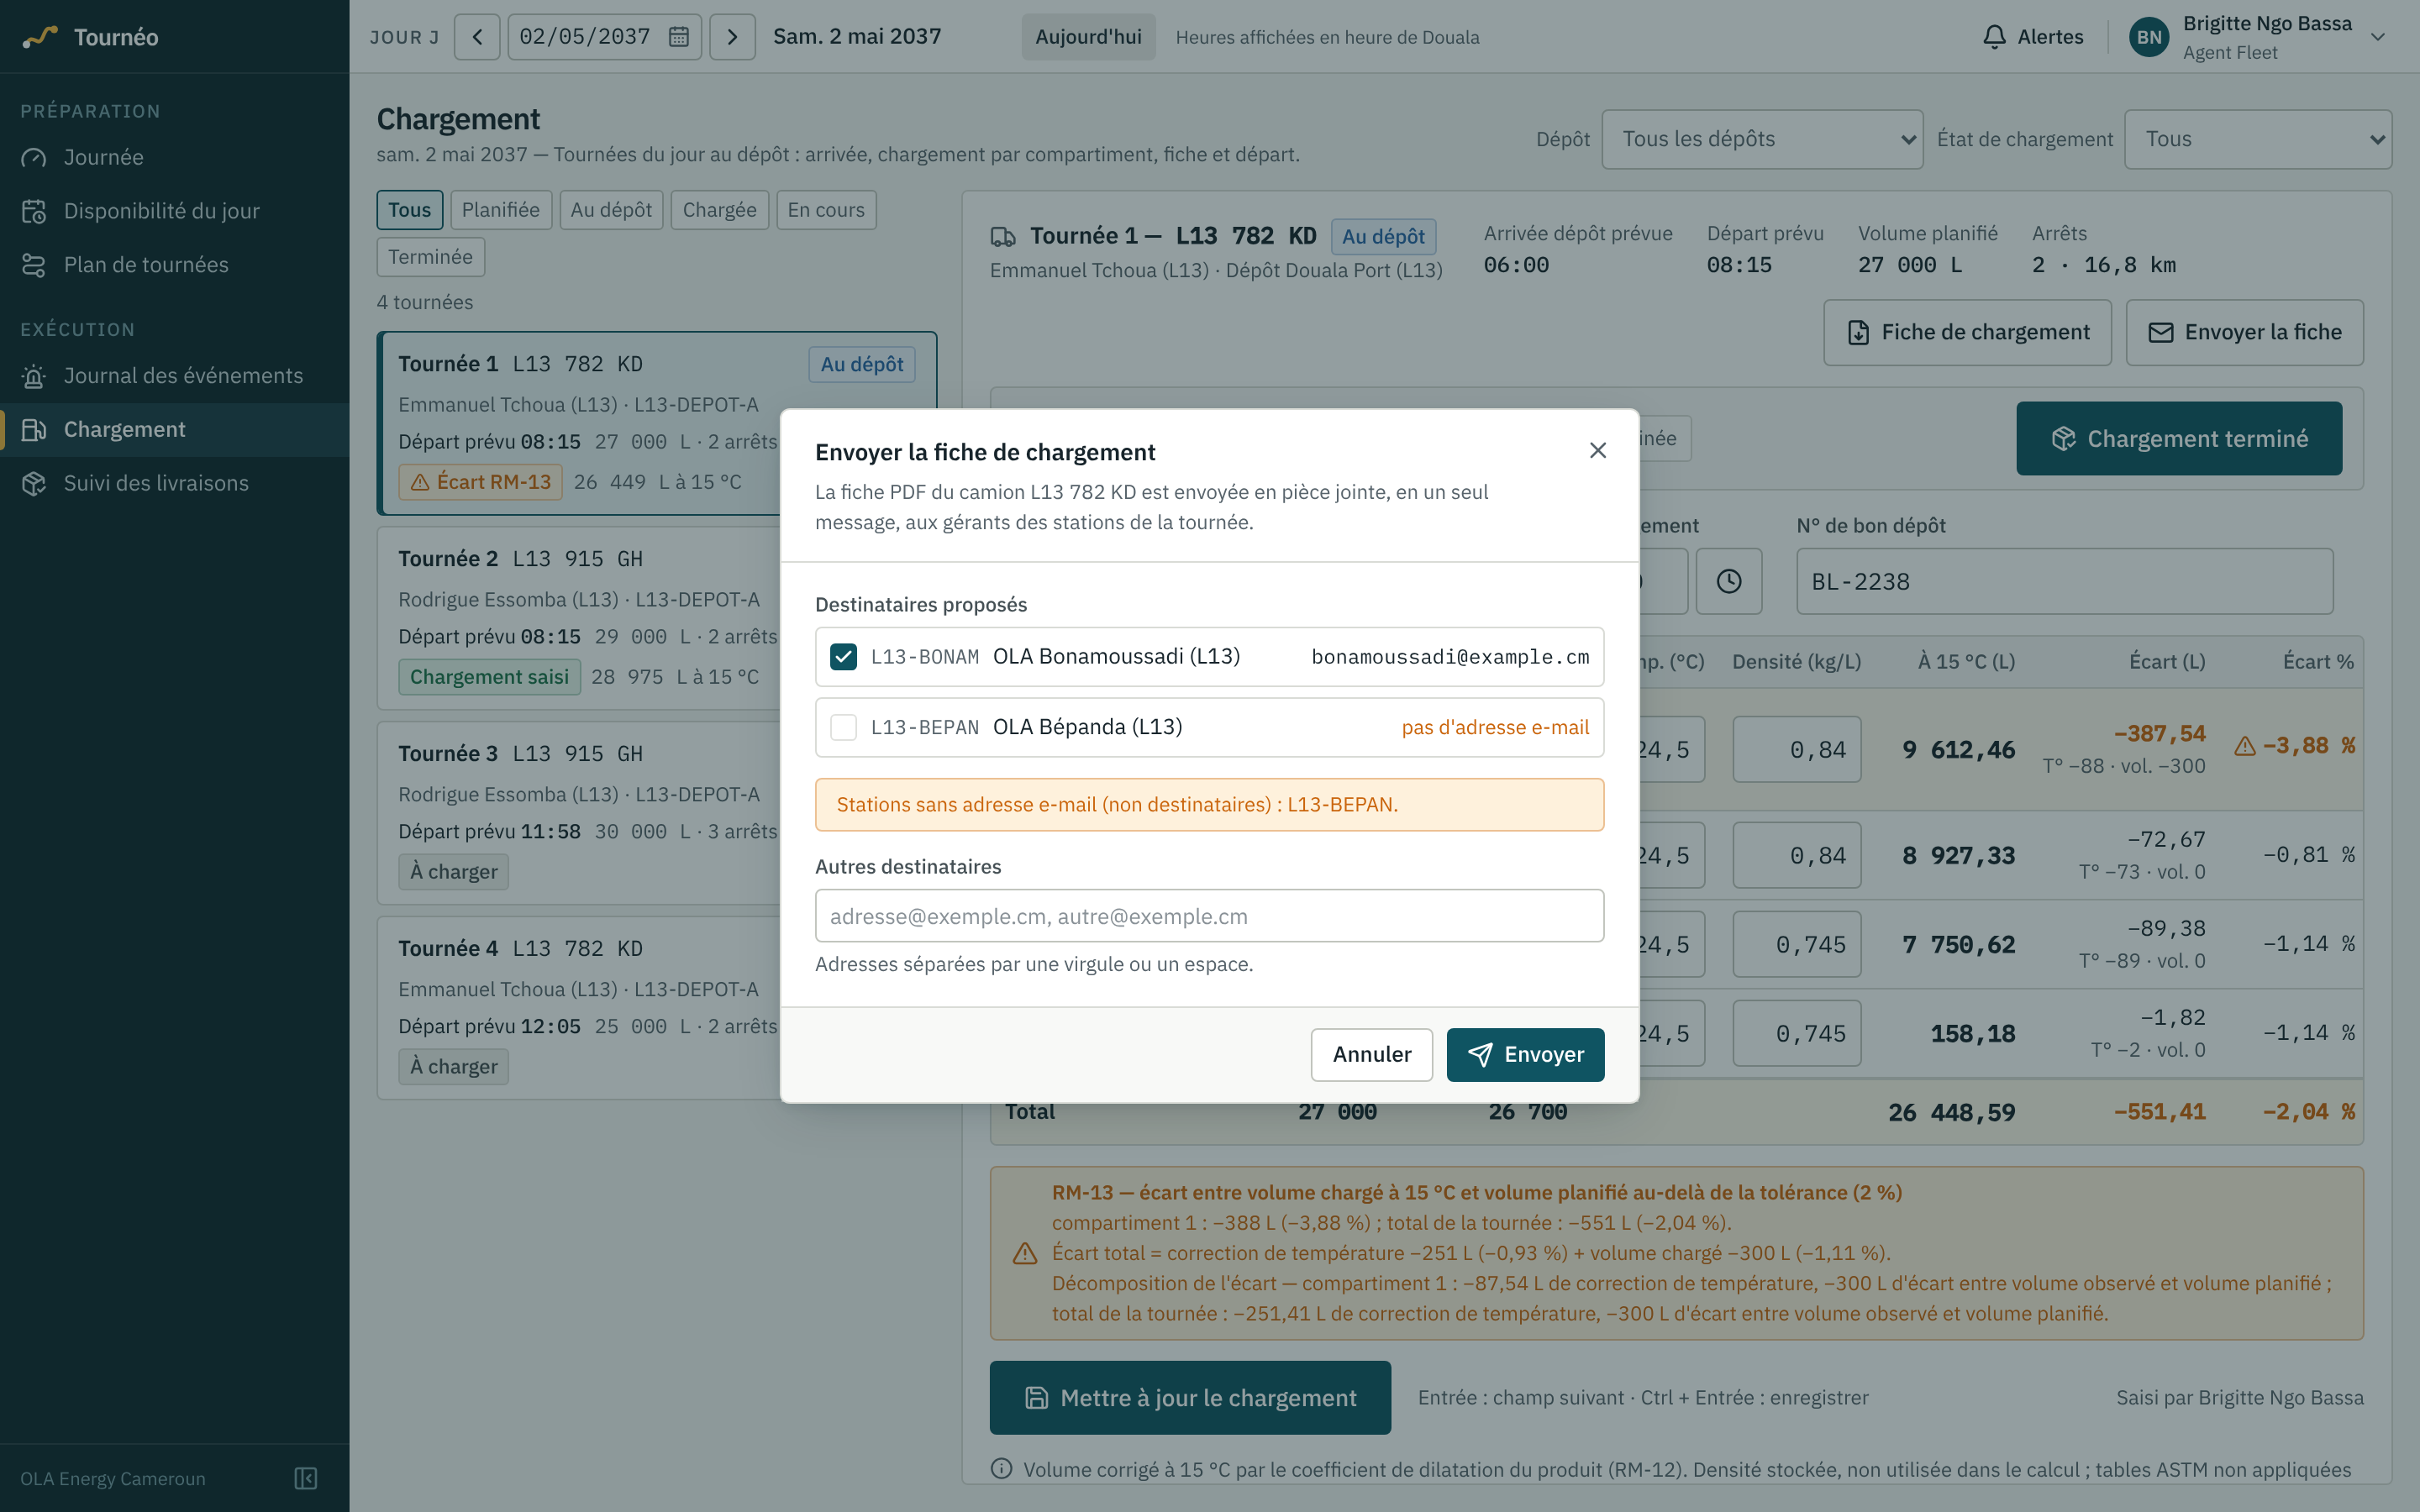 Tournéo
JOUR J
02/05/2037
Sam. 2 mai 2037
Aujourd'hui
Heures affichées en heure de Douala
Alertes
BN
Brigitte Ngo Bassa
Agent Fleet
PRÉPARATION
Journée
Disponibilité du jour
Plan de tournées
EXÉCUTION
Journal des événements
Chargement
Suivi des livraisons
OLA Energy Cameroun
Chargement
sam. 2 mai 2037 — Tournées du jour au dépôt : arrivée, chargement par compartiment, fiche et départ.
Dépôt
Tous les dépôts
État de chargement
Tous
Tous
Planifiée
Au dépôt
Chargée
En cours
Terminée
4 tournées
Tournée 1 L13 782 KD
Au dépôt
Emmanuel Tchoua (L13) · L13-DEPOT-A
Départ prévu 08:15 27 000 L · 2 arrêts
Écart RM-13
26 449 L à 15 °C
Tournée 2 L13 915 GH
Rodrigue Essomba (L13) · L13-DEPOT-A
Départ prévu 08:15 29 000 L · 2 arrêts
Chargement saisi
28 975 L à 15 °C
Tournée 3 L13 915 GH
Rodrigue Essomba (L13) · L13-DEPOT-A
Départ prévu 11:58 30 000 L · 3 arrêts
À charger
Tournée 4 L13 782 KD
Emmanuel Tchoua (L13) · L13-DEPOT-A
Départ prévu 12:05 25 000 L · 2 arrêts
À charger
Tournée 1 — L13 782 KD
Au dépôt
Emmanuel Tchoua (L13) · Dépôt Douala Port (L13)
Arrivée dépôt prévue
06:00
Départ prévu
08:15
Volume planifié
27 000 L
Arrêts
2 · 16,8 km
Fiche de chargement
Envoyer la fiche
Chargement terminé
N° de bon dépôt
BL-2238
Densité (kg/L)
À 15 °C (L)
Écart (L)
Écart %
24,5
0,84
9 612,46
−387,54
T° −88 · vol. −300
−3,88 %
24,5
0,84
8 927,33
−72,67
T° −73 · vol. 0
−0,81 %
24,5
0,745
7 750,62
−89,38
T° −89 · vol. 0
−1,14 %
24,5
0,745
158,18
−1,82
T° −2 · vol. 0
−1,14 %
Total
27 000
26 700
26 448,59
−551,41
−2,04 %
RM-13 — écart entre volume chargé à 15 °C et volume planifié au-delà de la tolérance (2 %)
compartiment 1 : −388 L (−3,88 %) ; total de la tournée : −551 L (−2,04 %).
Écart total = correction de température −251 L (−0,93 %) + volume chargé −300 L (−1,11 %).
Décomposition de l'écart — compartiment 1 : −87,54 L de correction de température, −300 L d'écart entre volume observé et volume planifié ;
total de la tournée : −251,41 L de correction de température, −300 L d'écart entre volume observé et volume planifié.
Mettre à jour le chargement
Entrée : champ suivant · Ctrl + Entrée : enregistrer
Saisi par Brigitte Ngo Bassa
Volume corrigé à 15 °C par le coefficient de dilatation du produit (RM-12). Densité stockée, non utilisée dans le calcul ; tables ASTM non appliquées
Envoyer la fiche de chargement
La fiche PDF du camion L13 782 KD est envoyée en pièce jointe, en un seul
message, aux gérants des stations de la tournée.
Destinataires proposés
L13-BONAM OLA Bonamoussadi (L13)
bonamoussadi@example.cm
L13-BEPAN OLA Bépanda (L13)
pas d'adresse e-mail
Stations sans adresse e-mail (non destinataires) : L13-BEPAN.
Autres destinataires
adresse@exemple.cm, autre@exemple.cm
Adresses séparées par une virgule ou un espace.
Annuler
Envoyer